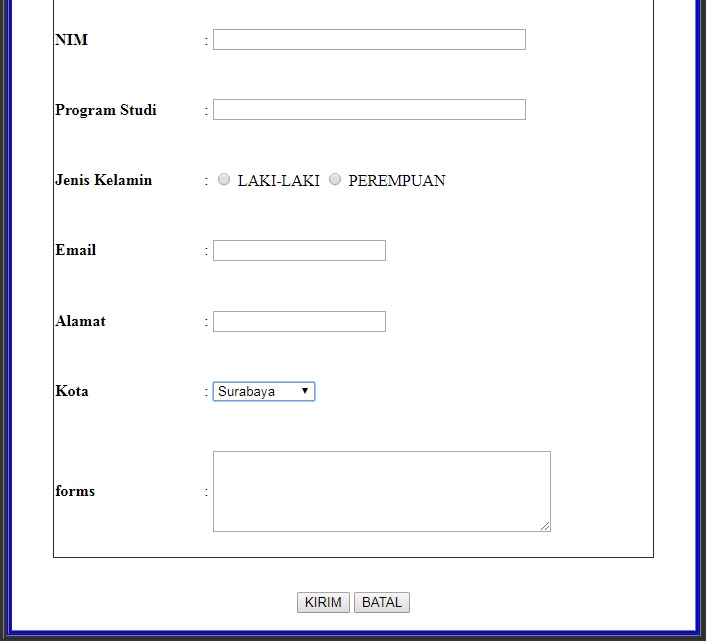 NIM :
Program Studi :
Jenis Kelamin : LAKI-LAKI PEREMPUAN
Email :
Alamat :
Kota : Surabaya
forms :
KIRIM BATAL